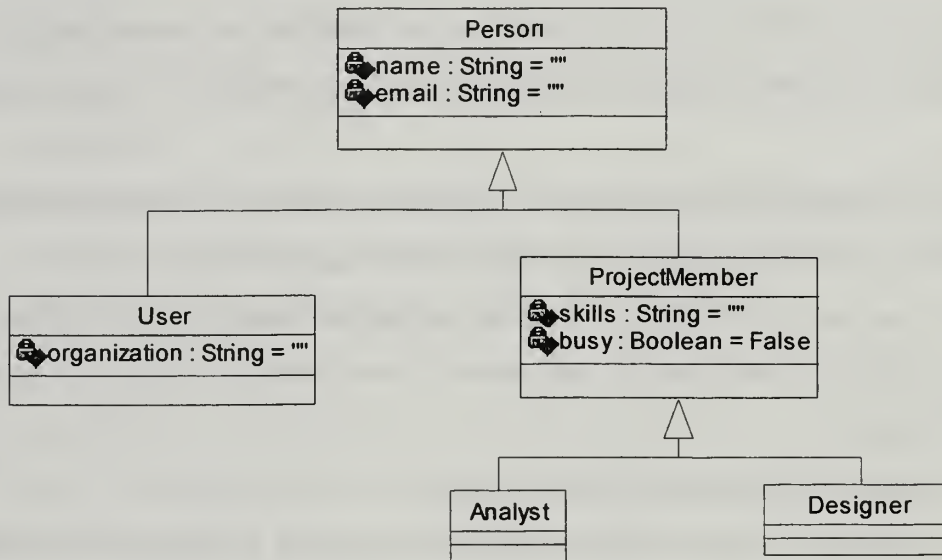 Person
name : String = ""
email : String = ""
ProjectMember
skills : String = ""
busy : Boolean = False
User
organization : String = ""
Analyst
Designer